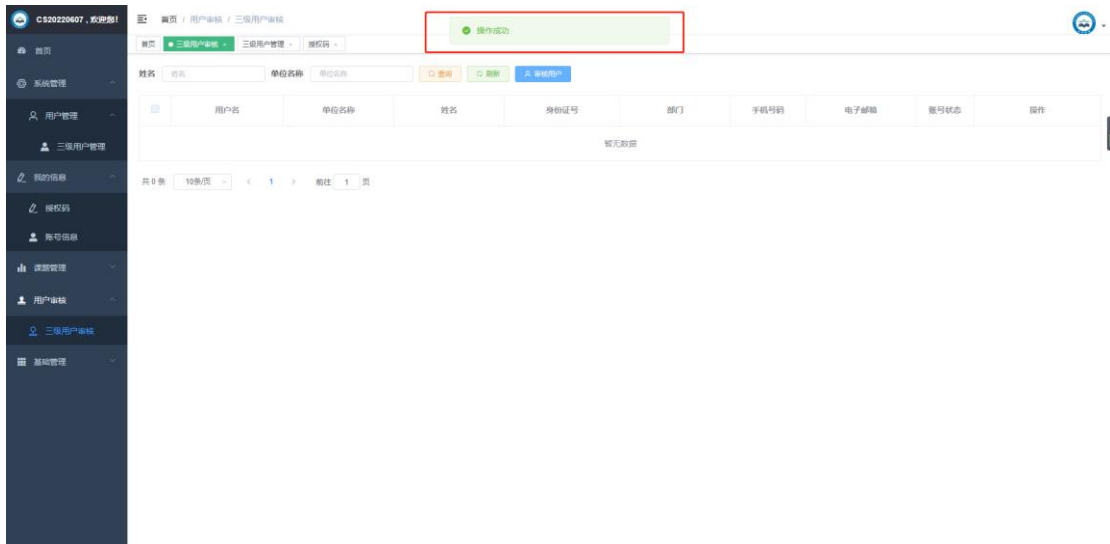 CS20220607，欢迎您!
首页 / 用户审核 / 三级用户审核
操作成功
首页
三级用户审核 ×
三级用户管理 ×
授权码 ×
首页
系统管理
用户管理
三级用户管理
我的信息
授权码
账号信息
课题管理
用户审核
三级用户审核
基础管理
姓名 姓名 单位名称 单位名称 查询 刷新 审核用户
用户名 单位名称 姓名 身份证号 部门 手机号码 电子邮箱 账号状态 操作
暂无数据
共 0 条 10条/页 < 1 > 前往 1 页